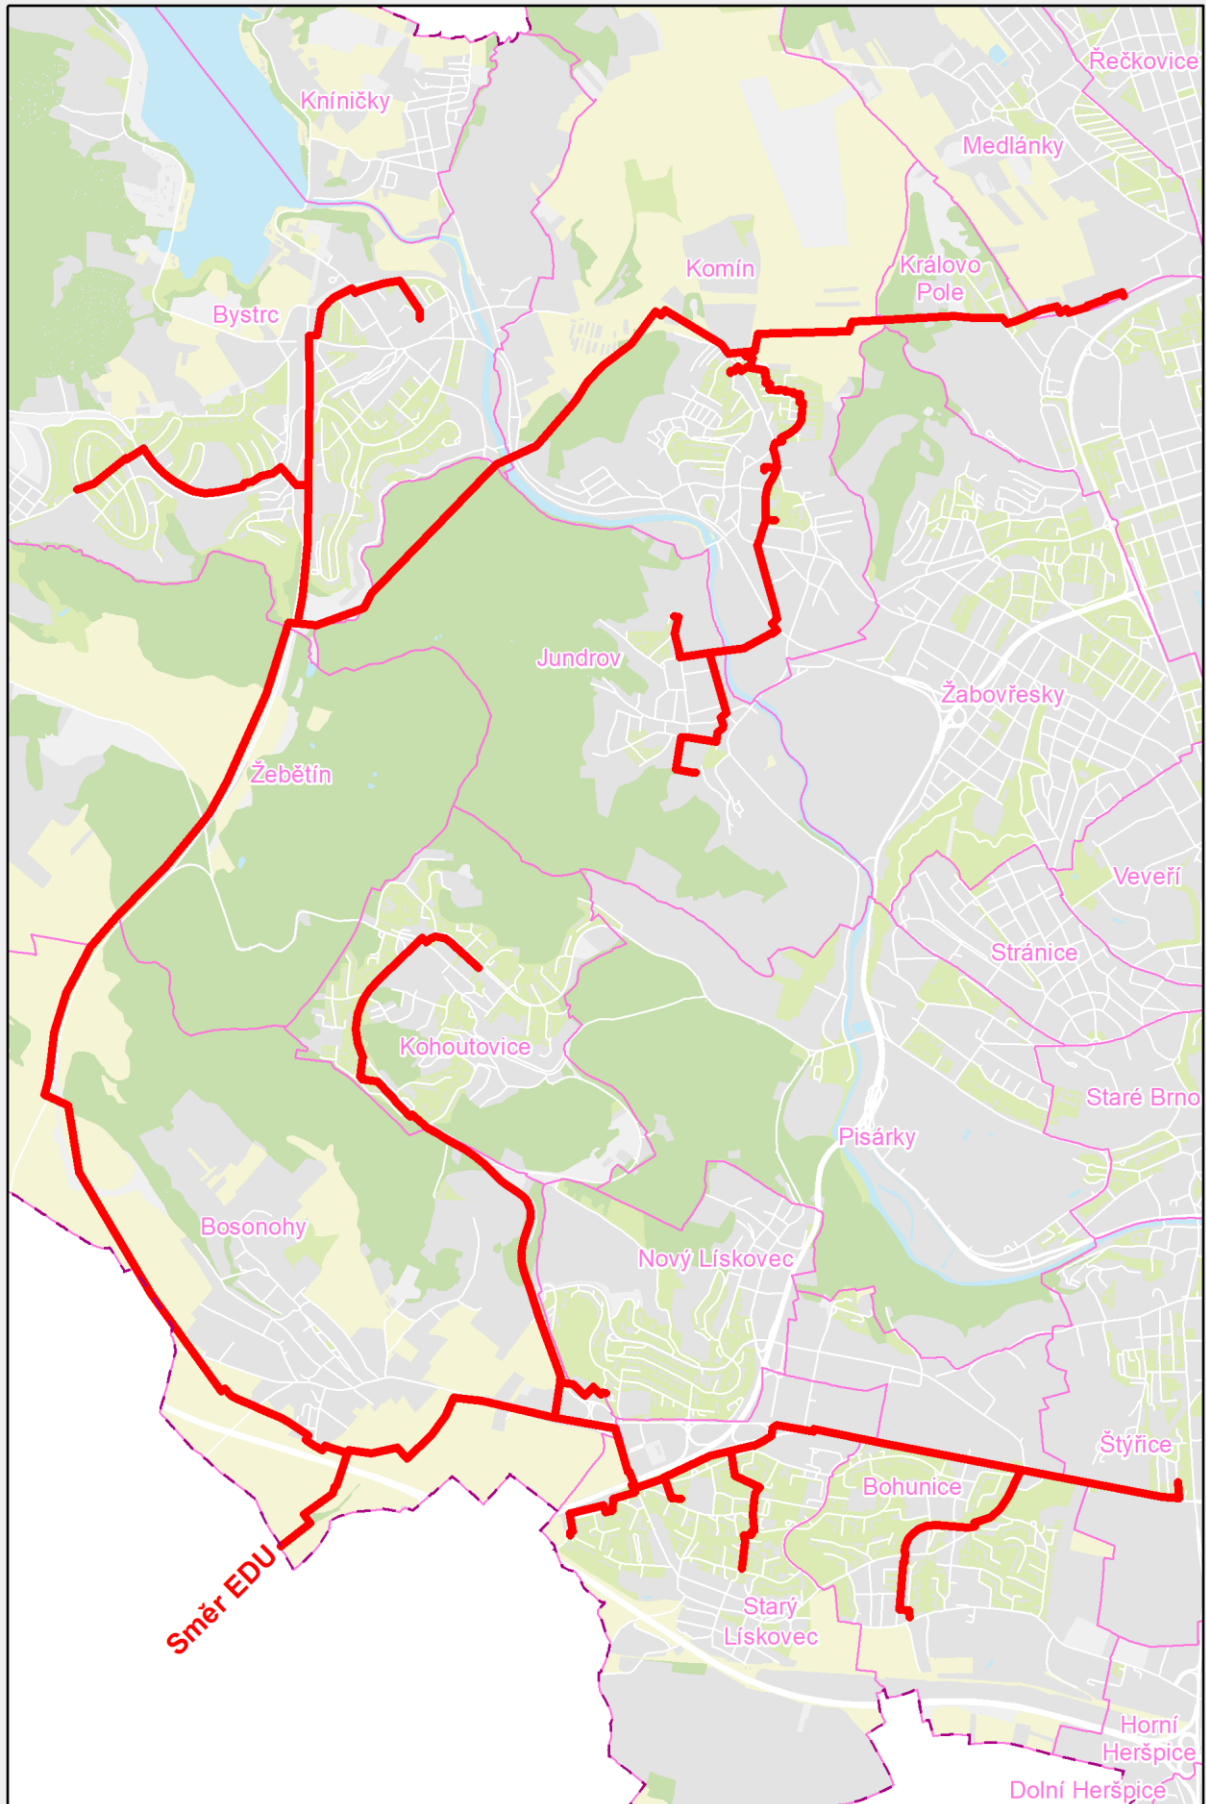 Řečkovice
Kníničky
Medlánky
Komín
Královo
Pole
Bystrc
Jundrov
Žabovřesky
Žebětín
Veveří
Stránice
Kohoutovice
Staré Brno
Pisárky
Bosonohy
Nový Lískovec
Štýřice
Bohunice
Směr EDU
Starý
Lískovec
Horní
Heršpice
Dolní Heršpice